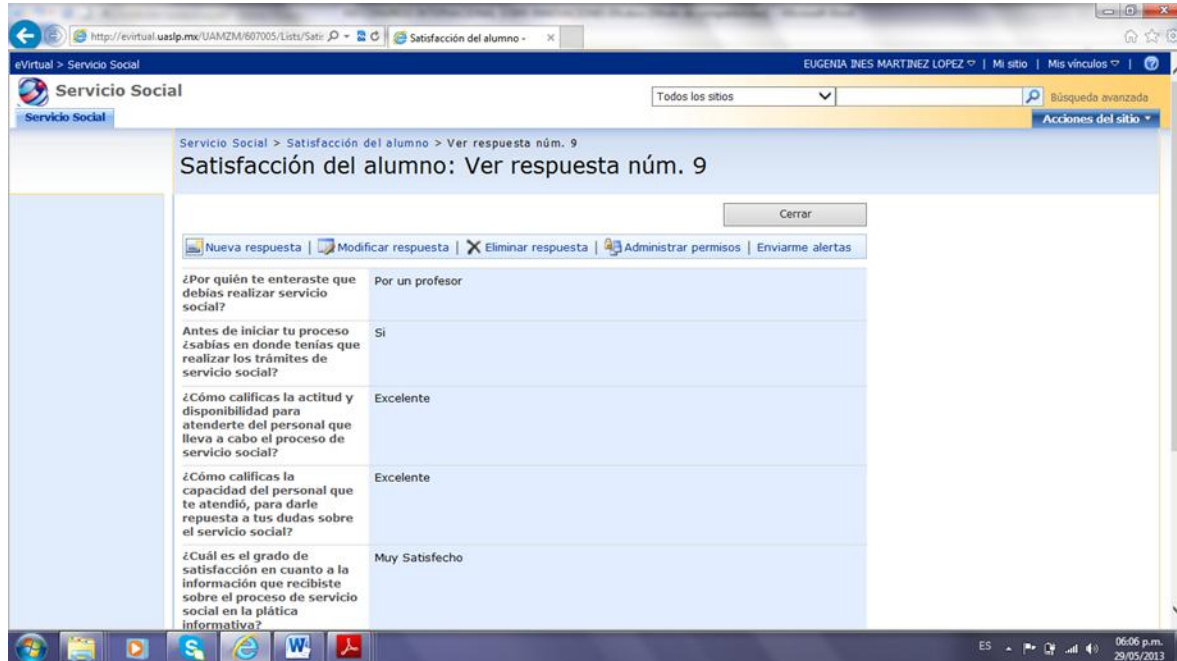 http://evirtual.uaslp.mx/UAMZM/607005/Lists/Satis
Satisfacción del alumno -
eVirtual > Servicio Social
EUGENIA INES MARTINEZ LOPEZ | Mi sitio | Mis vínculos |
Servicio Social
Todos los sitios
Búsqueda avanzada
Servicio Social
Acciones del sitio
Servicio Social > Satisfacción del alumno > Ver respuesta núm. 9
Satisfacción del alumno: Ver respuesta núm. 9
Cerrar
Nueva respuesta | Modificar respuesta | Eliminar respuesta | Administrar permisos | Enviarme alertas
¿Por quién te enteraste que
debías realizar servicio
social?
Por un profesor
Antes de iniciar tu proceso
¿sabías en donde tenías que
realizar los trámites de
servicio social?
Si
¿Cómo calificas la actitud y
disponibilidad para
atenderte del personal que
lleva a cabo el proceso de
servicio social?
Excelente
¿Cómo calificas la
capacidad del personal que
te atendió, para darle
repuesta a tus dudas sobre
el servicio social?
Excelente
¿Cuál es el grado de
satisfacción en cuanto a la
información que recibiste
sobre el proceso de servicio
social en la plática
informativa?
Muy Satisfecho
ES
06:06 p.m.
29/05/2013